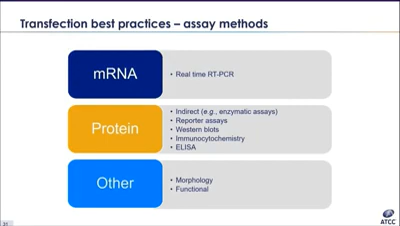 Transfection best practices – assay methods
mRNA
• Real time RT-PCR
Protein
• Indirect (e.g., enzymatic assays)
• Reporter assays
• Western blots
• Immunocytochemistry
• ELISA
Other
• Morphology
• Functional
31
ATCC